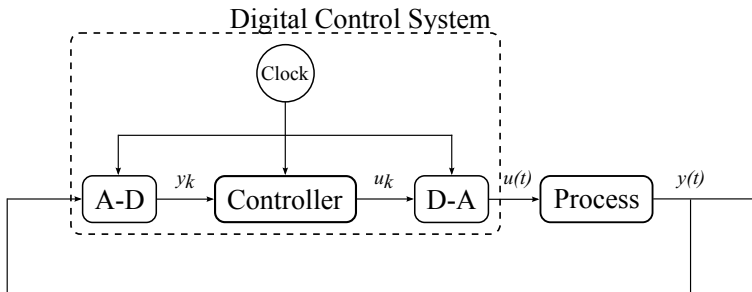 Digital Control System
Clock
A-D
yk
Controller
uk
D-A
u(t)
Process
y(t)